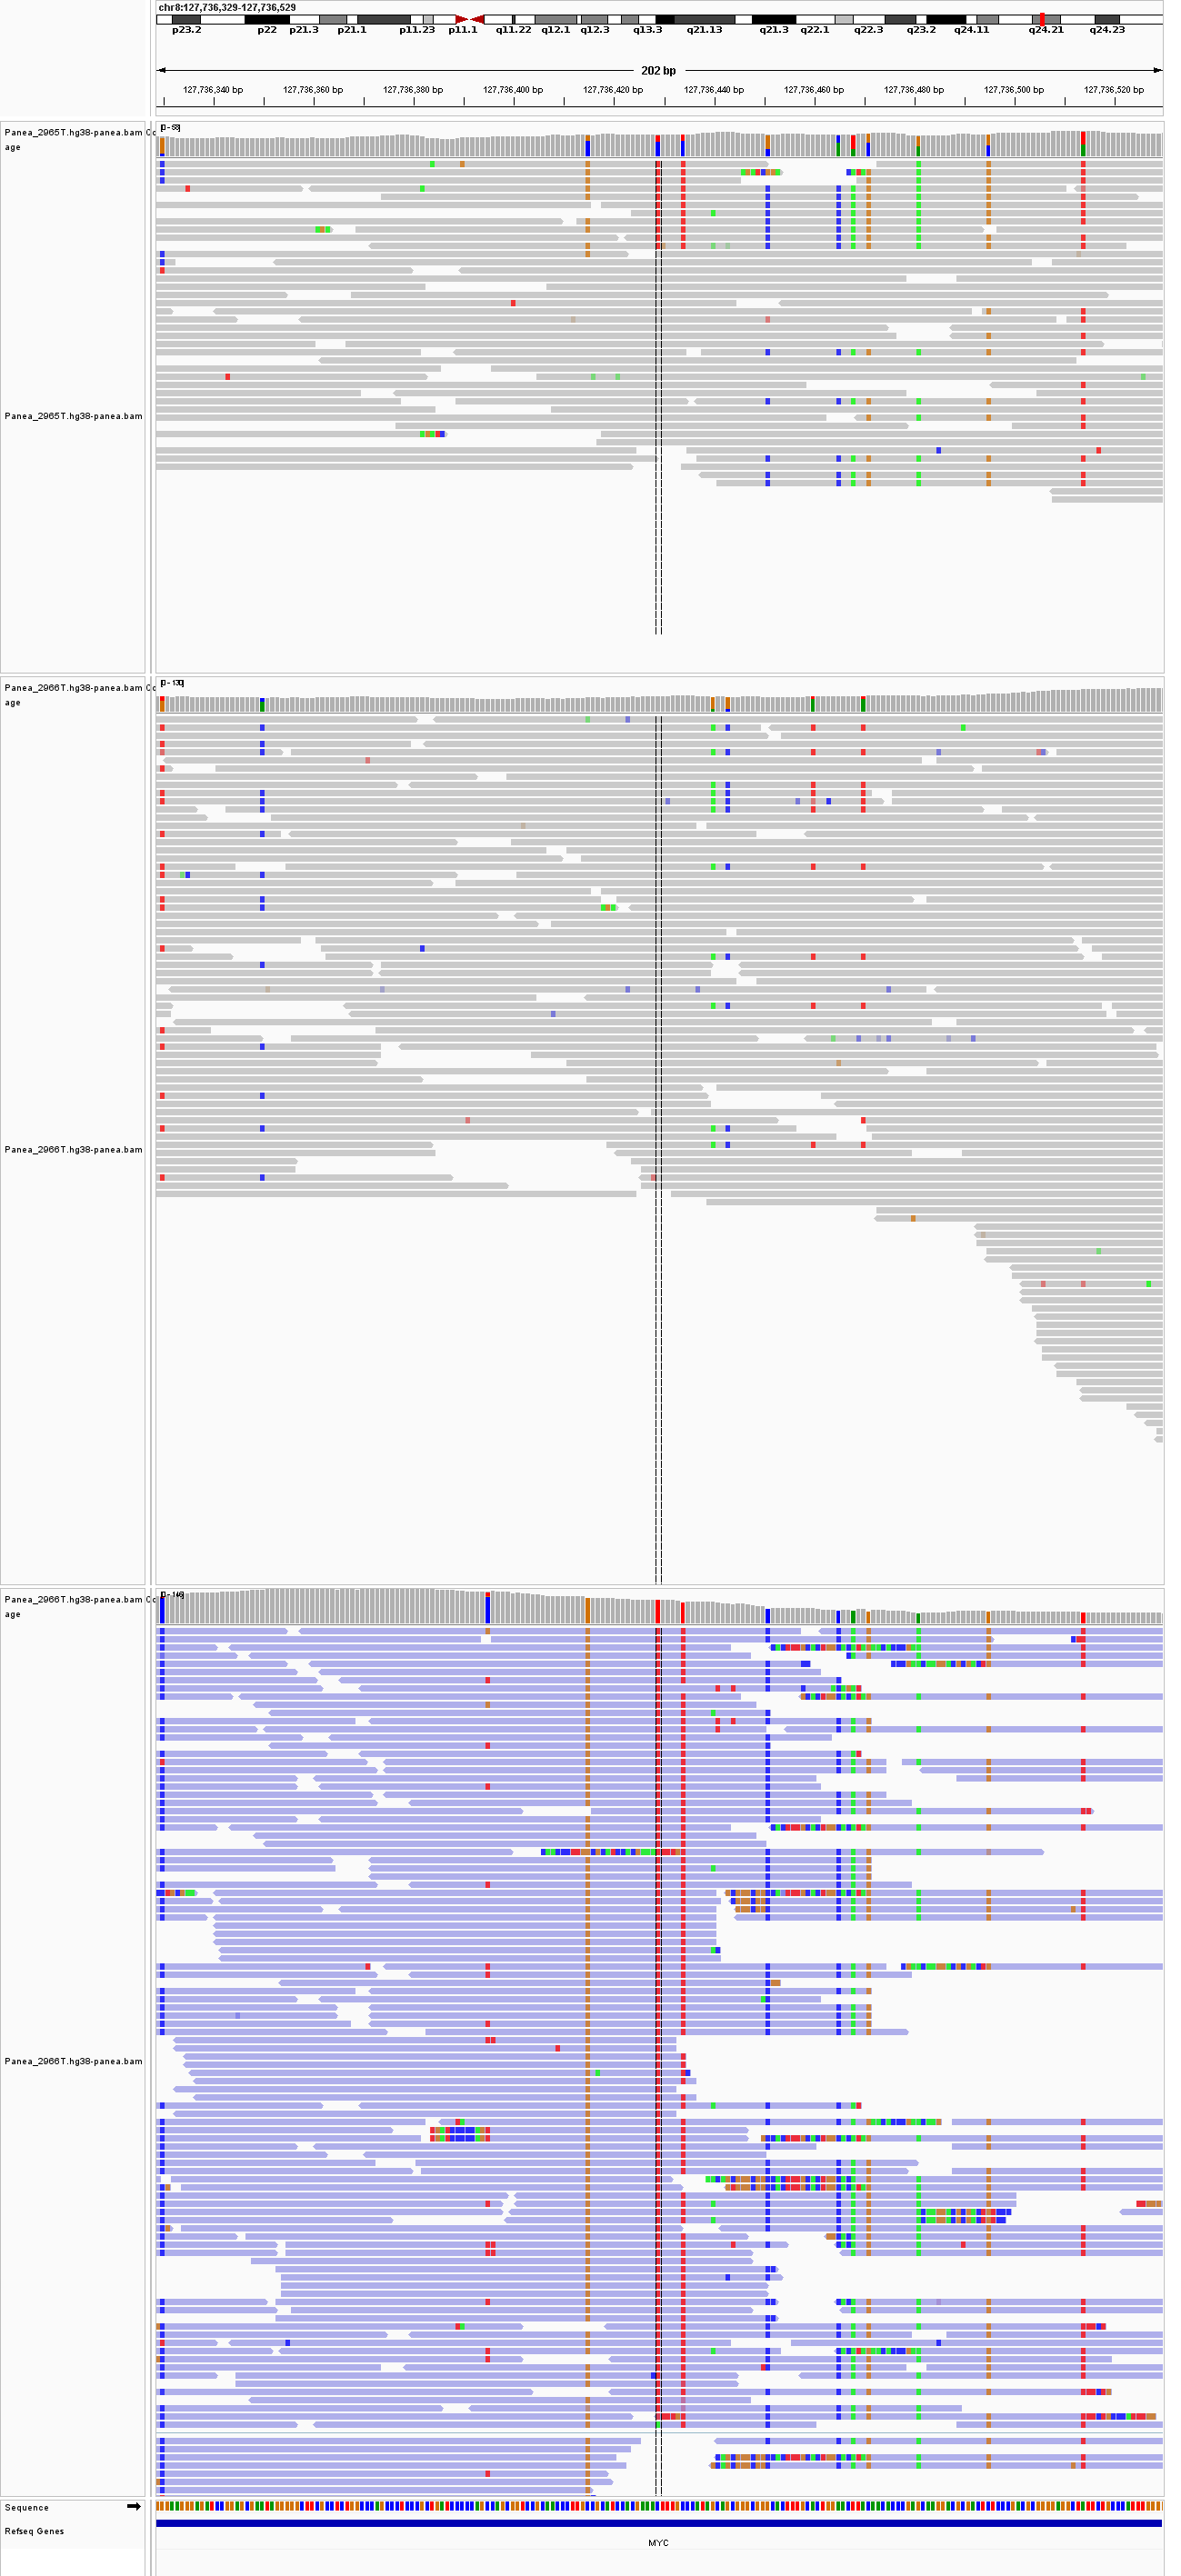 chr8:127,736,329-127,736,529
p23.2 p22 p21.3 p21.1 p11.23 p11.1 q11.22 q12.1 q12.3 q13.3 q21.13 q21.3 q22.1 q22.3 q23.2 q24.11 q24.21 q24.23
202 bp
127,736,340 bp 127,736,360 bp 127,736,380 bp 127,736,400 bp 127,736,420 bp 127,736,440 bp 127,736,460 bp 127,736,480 bp 127,736,500 bp 127,736,520 bp
Panea_2965T.hg38-panea.bam Co
age
Panea_2965T.hg38-panea.bam
Panea_2966T.hg38-panea.bam Co
age
[0 - 130]
Panea_2966T.hg38-panea.bam
Panea_2966T.hg38-panea.bam Co
age
[0 - 146]
Panea_2966T.hg38-panea.bam
Sequence
Refseq Genes
MYC